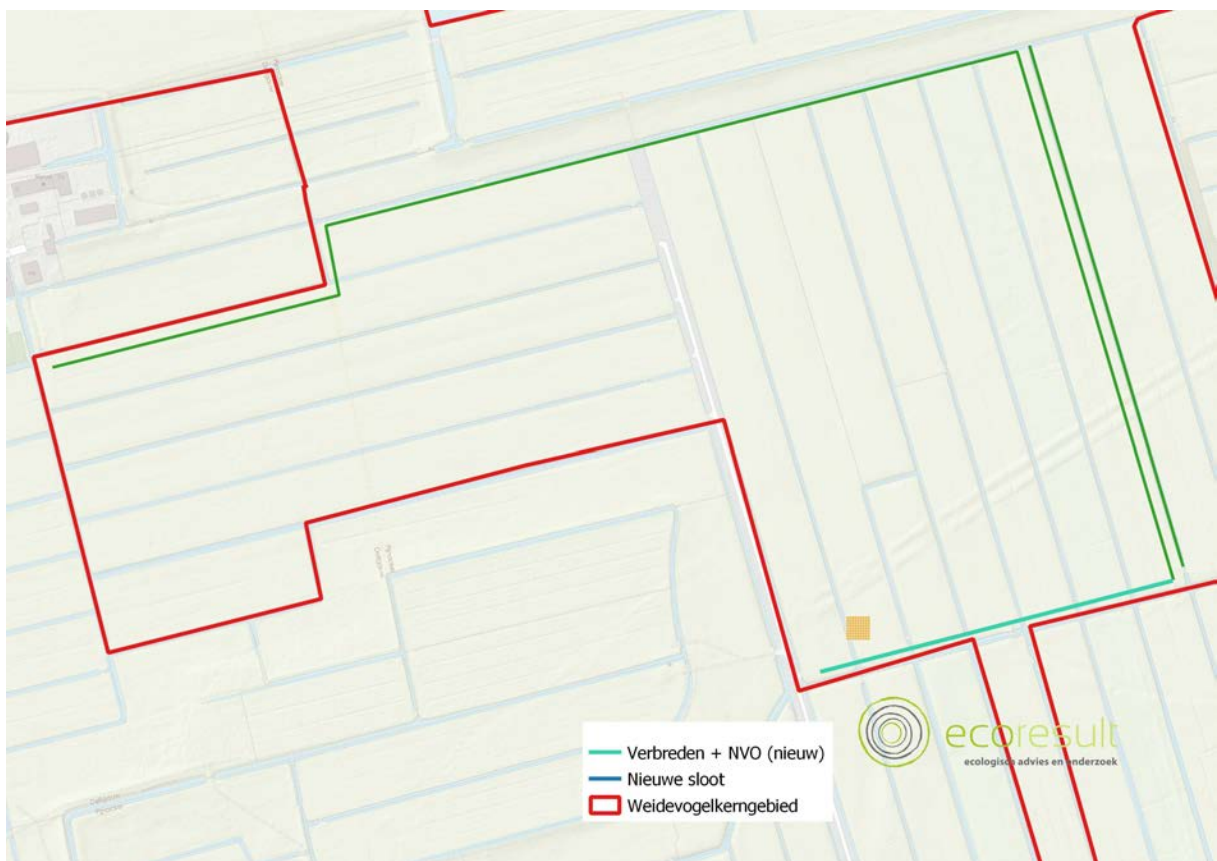 Verbreden + NVO (nieuw)
Nieuwe sloot
Weidevogelkerngebied
ecoresult
ecologisch advies en onderzoek